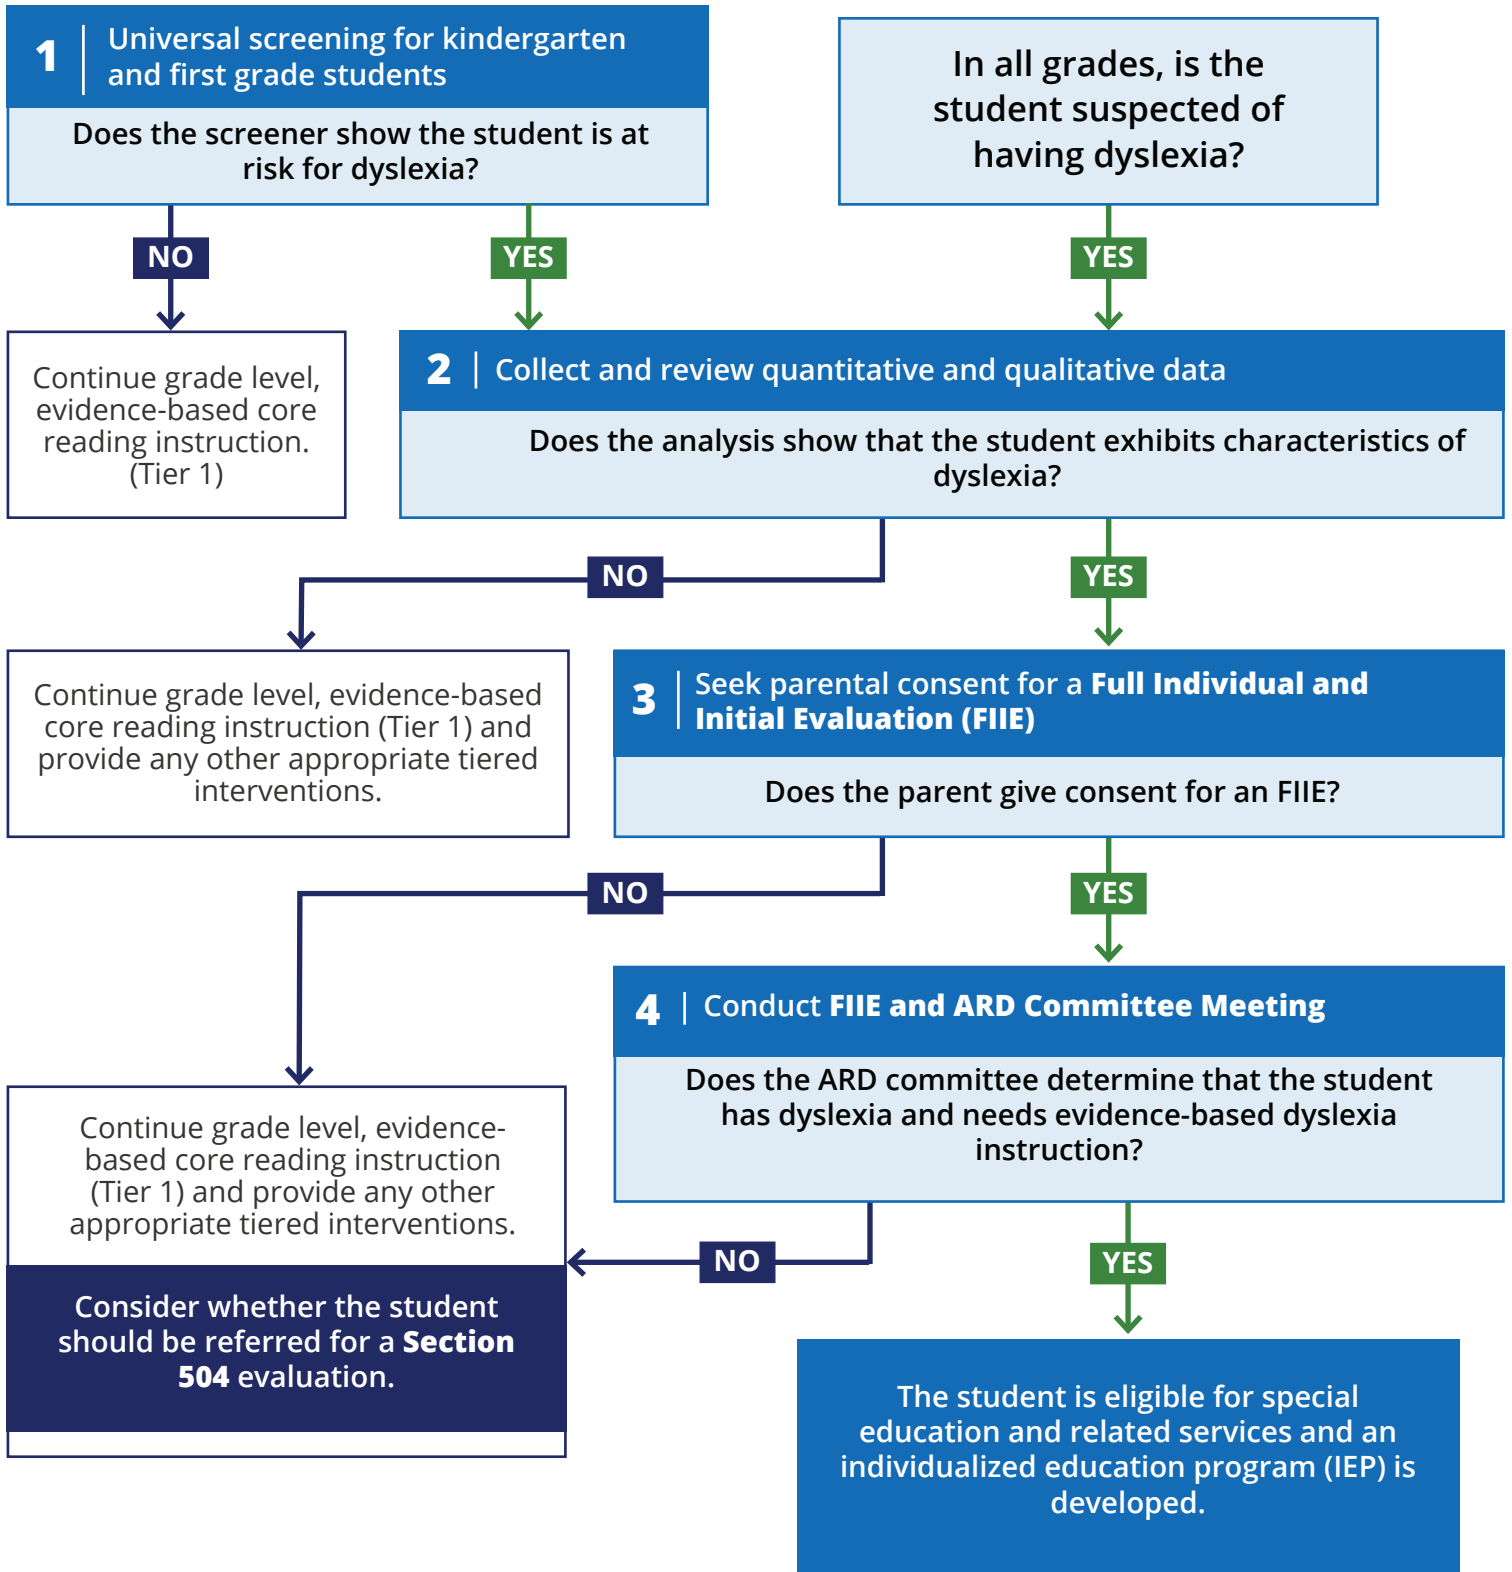 1
Universal screening for kindergarten
and first grade students
Does the screener show the student is at
risk for dyslexia?
In all grades, is the
student suspected of
having dyslexia?
NO
YES
YES
Continue grade level,
evidence-based core
reading instruction.
(Tier 1)
2 | Collect and review quantitative and qualitative data
Does the analysis show that the student exhibits characteristics of
dyslexia?
NO
YES
Continue grade level, evidence-based
core reading instruction (Tier 1) and
provide any other appropriate tiered
interventions.
3
Seek parental consent for a Full Individual and
Initial Evaluation (FIIE)
Does the parent give consent for an FIIE?
NO
YES
4 | Conduct FIIE and ARD Committee Meeting
Does the ARD committee determine that the student
has dyslexia and needs evidence-based dyslexia
instruction?
Continue grade level, evidence-
based core reading instruction
(Tier 1) and provide any other
appropriate tiered interventions.
NO
YES
Consider whether the student
should be referred for a Section
504 evaluation.
The student is eligible for special
education and related services and an
individualized education program (IEP) is
developed.